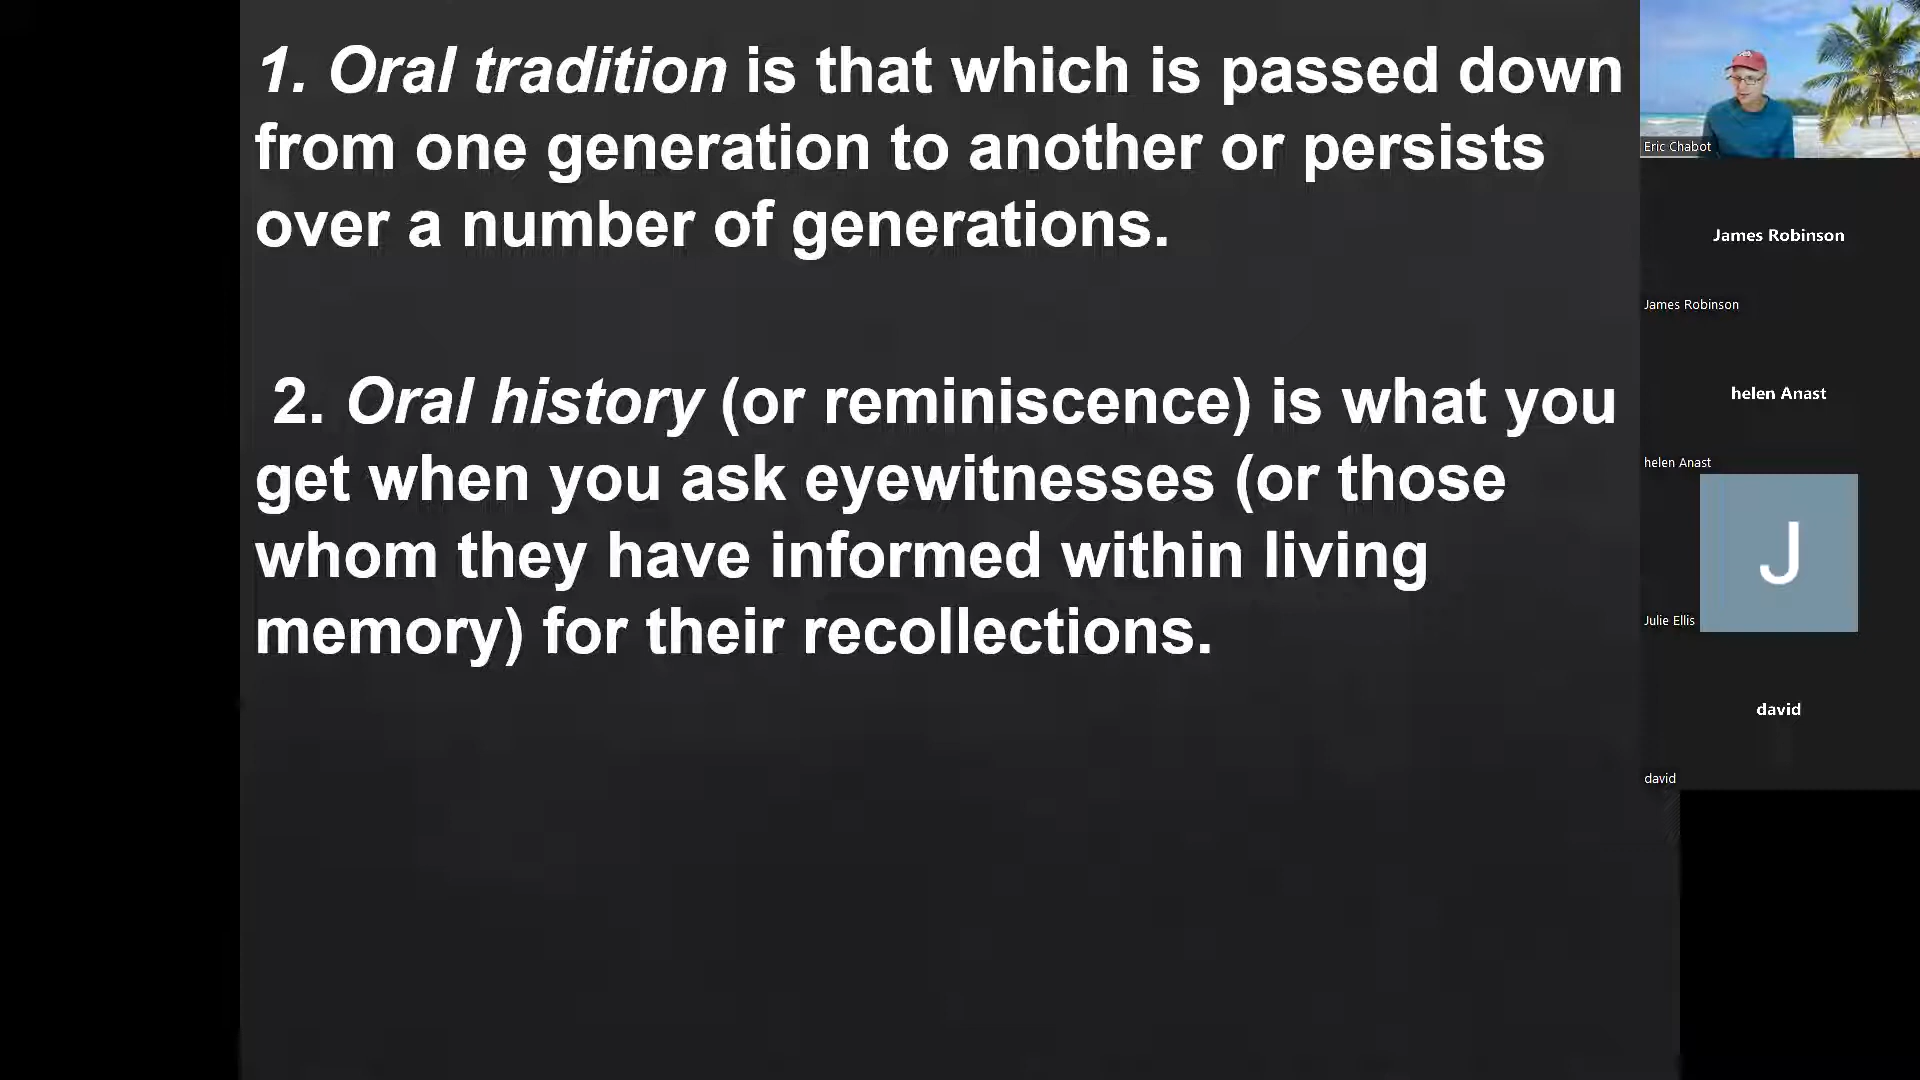 1. Oral tradition is that which is passed down
from one generation to another or persists
over a number of generations.
2. Oral history (or reminiscence) is what you
get when you ask eyewitnesses (or those
whom they have informed within living
memory) for their recollections.
Eric Chabot
James Robinson
James Robinson
helen Anast
helen Anast
J
Julie Ellis
david
david